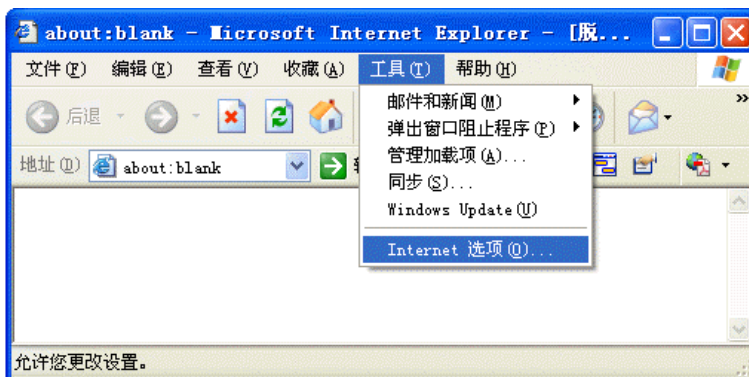 about:blank - Microsoft Internet Explorer - [脱...
文件(F) 编辑(E) 查看(V) 收藏(A) 工具(T) 帮助(H)
后退
邮件和新闻(M)
弹出窗口阻止程序(P)
管理加载项(A)...
同步(S)...
Windows Update(U)
Internet 选项(O)...
地址(D) about:blank
允许您更改设置。